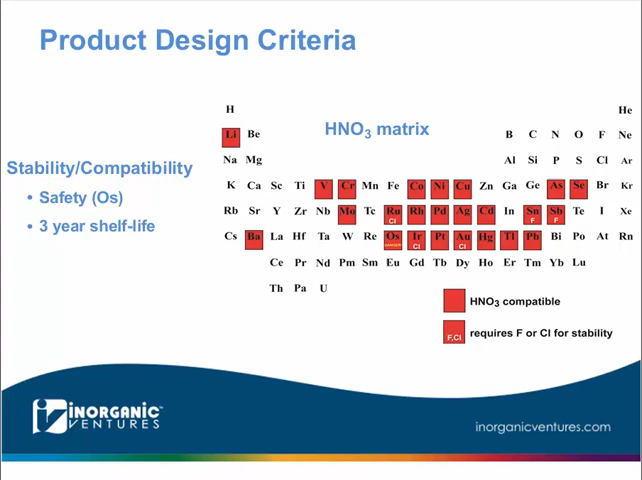 Product Design Criteria
HNO3 matrix
Stability/Compatibility
• Safety (Os)
• 3 year shelf-life
H He
Li Be B C N O F Ne
Na Mg Al Si P S Cl Ar
K Ca Sc Ti V Cr Mn Fe Co Ni Cu Zn Ga Ge As Se Br Kr
Rb Sr Y Zr Nb Mo Tc Ru Rh Pd Ag Cd In Sn Sb Te I Xe
Cl F F
Cs Ba La Hf Ta W Re Os Ir Pt Au Hg Tl Pb Bi Po At Rn
Cl Cl
Ce Pr Nd Pm Sm Eu Gd Tb Dy Ho Er Tm Yb Lu
Th Pa U
HNO3 compatible
F,Cl requires F or Cl for stability
INORGANIC™
VENTURES
inorganicventures.com